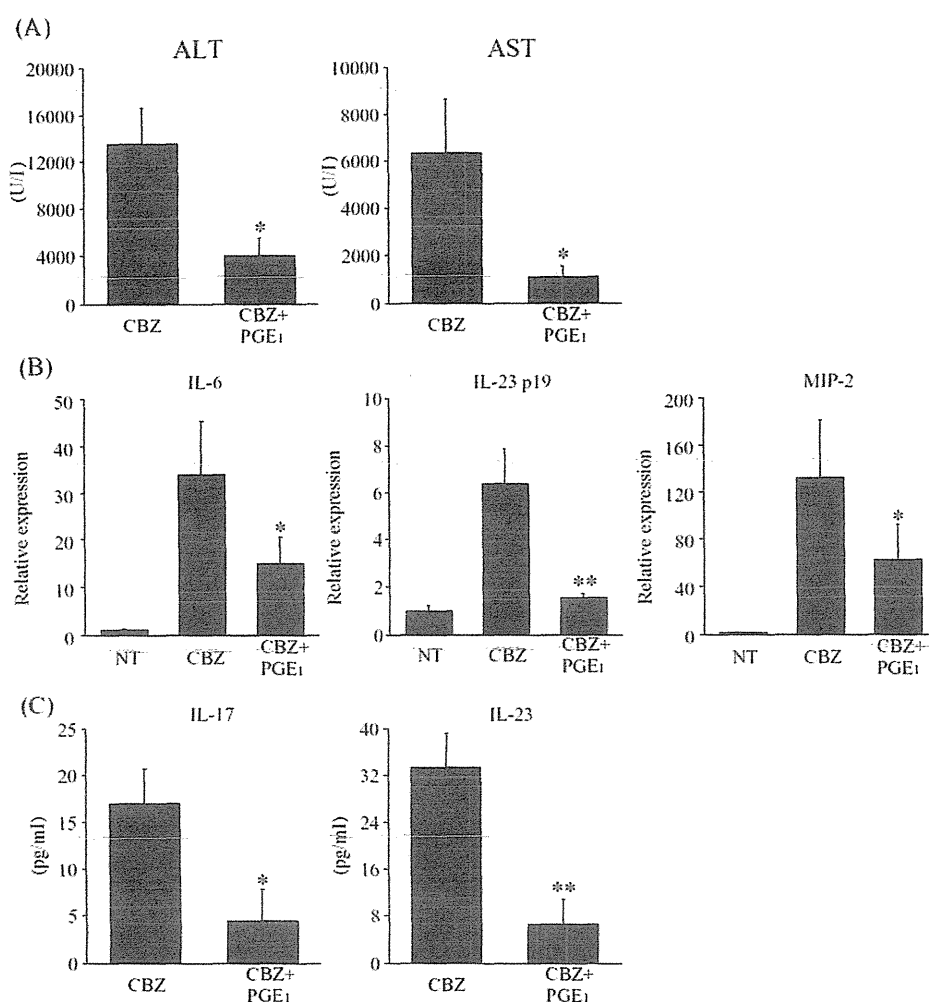 (A)
ALT
AST
20000
16000
12000
8000
4000
0
(U/l)
*
CBZ
CBZ+
PGE1
10000
8000
6000
4000
2000
0
(U/l)
*
CBZ
CBZ+
PGE1
(B)
IL-6
IL-23 p19
MIP-2
50
40
30
20
10
0
Relative expression
*
NT
CBZ
CBZ+
PGE1
8
6
4
2
0
Relative expression
**
NT
CBZ
CBZ+
PGE1
200
160
120
80
40
0
Relative expression
*
NT
CBZ
CBZ+
PGE1
(C)
IL-17
IL-23
25
20
15
10
5
0
(pg/ml)
*
CBZ
CBZ+
PGE1
40
32
24
16
8
0
(pg/ml)
**
CBZ
CBZ+
PGE1